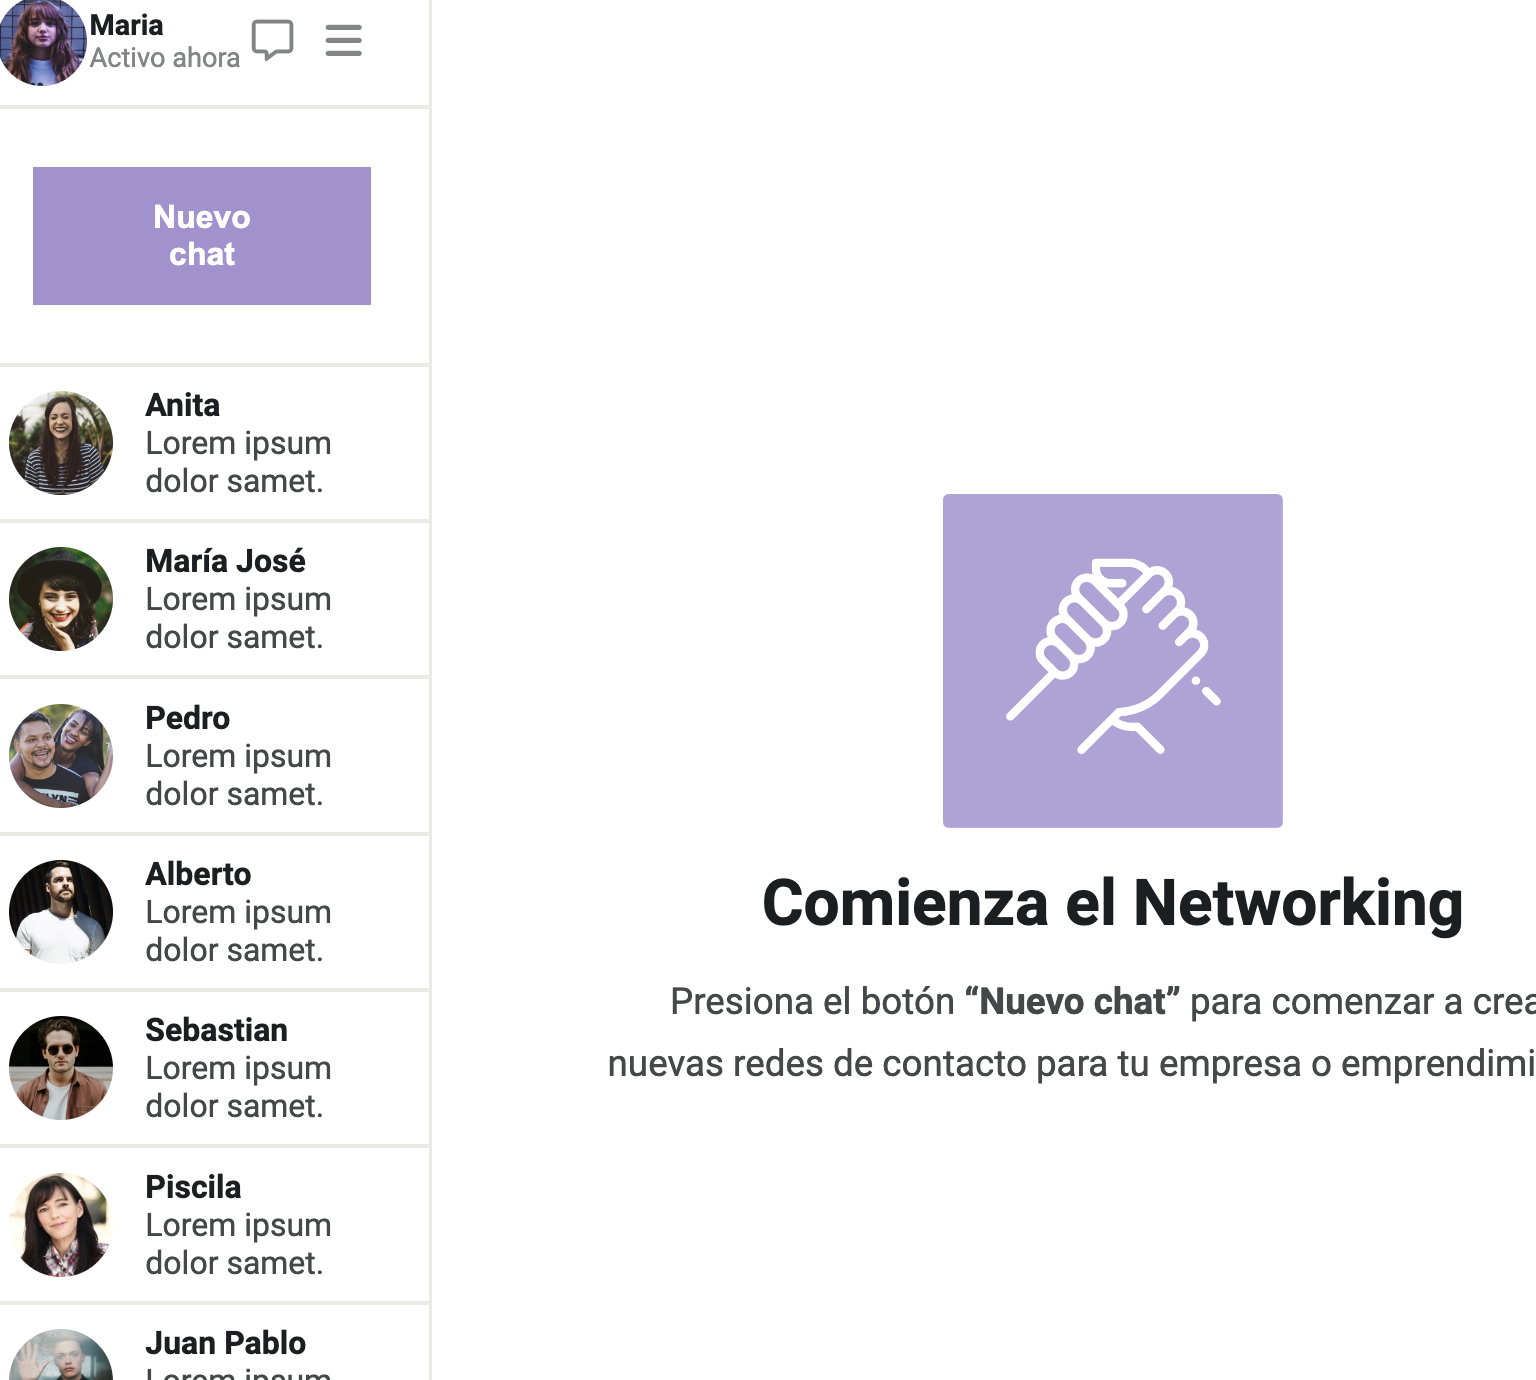 Maria
Activo ahora
Nuevo
chat
Anita
Lorem ipsum
dolor samet.
María José
Lorem ipsum
dolor samet.
Pedro
Lorem ipsum
dolor samet.
Alberto
Lorem ipsum
dolor samet.
Sebastian
Lorem ipsum
dolor samet.
Piscila
Lorem ipsum
dolor samet.
Juan Pablo
Lorem ipsum
Comienza el Networking
Presiona el botón “Nuevo chat” para comenzar a crea
nuevas redes de contacto para tu empresa o emprendimi